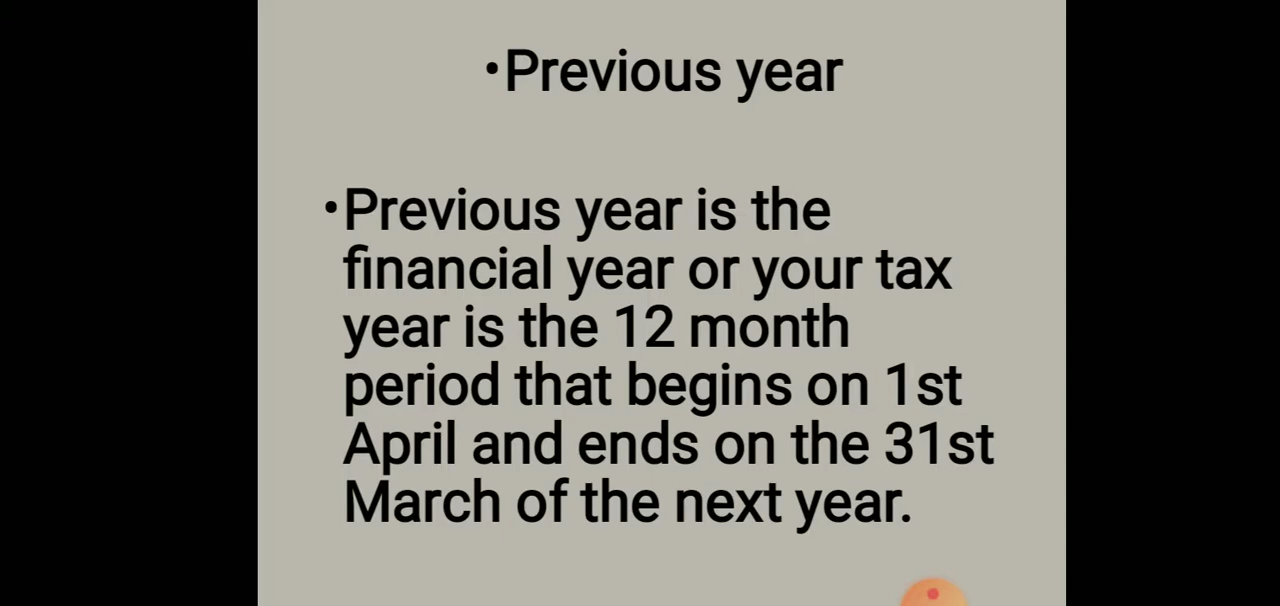 •Previous year
•Previous year is the
financial year or your tax
year is the 12 month
period that begins on 1st
April and ends on the 31st
March of the next year.